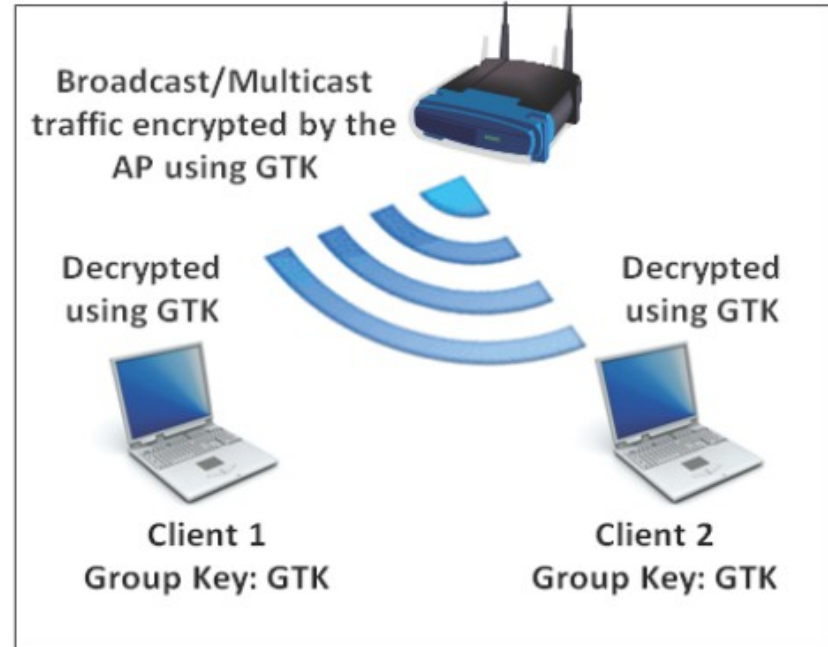 Broadcast/Multicast
traffic encrypted by the
AP using GTK
Decrypted
using GTK
Decrypted
using GTK
Client 1
Group Key: GTK
Client 2
Group Key: GTK